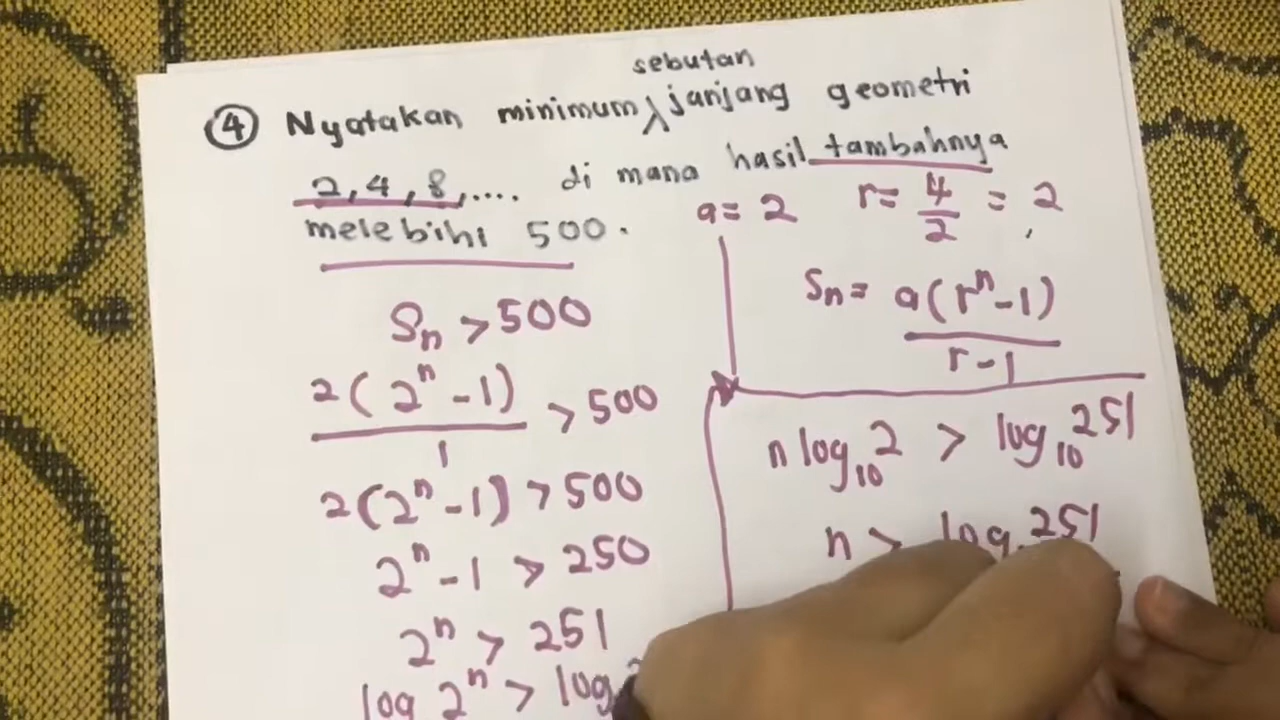 ④ Nyatakan minimum sebutan janjang geometri
2, 4, 8, .... di mana hasil tambahnya
melebihi 500.
a = 2 r = 4/2 = 2,
Sn = a(r^n - 1)/r - 1
Sn > 500
2(2^n - 1)/1 > 500
2(2^n - 1) > 500
2^n - 1 > 250
2^n > 251
log 2^n > log
n log₁₀ 2 > log₁₀ 251
n > log 251